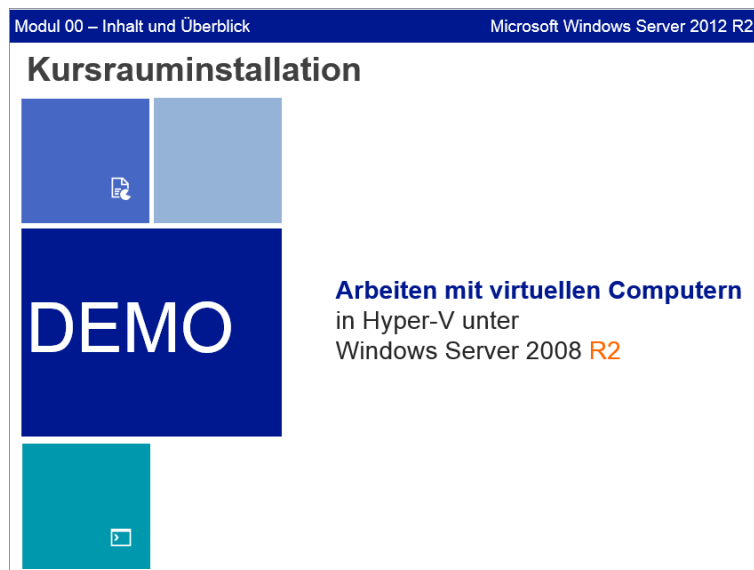 Modul 00 – Inhalt und Überblick
Microsoft Windows Server 2012 R2
Kursrauminstallation
DEMO
Arbeiten mit virtuellen Computern
in Hyper-V unter
Windows Server 2008 R2